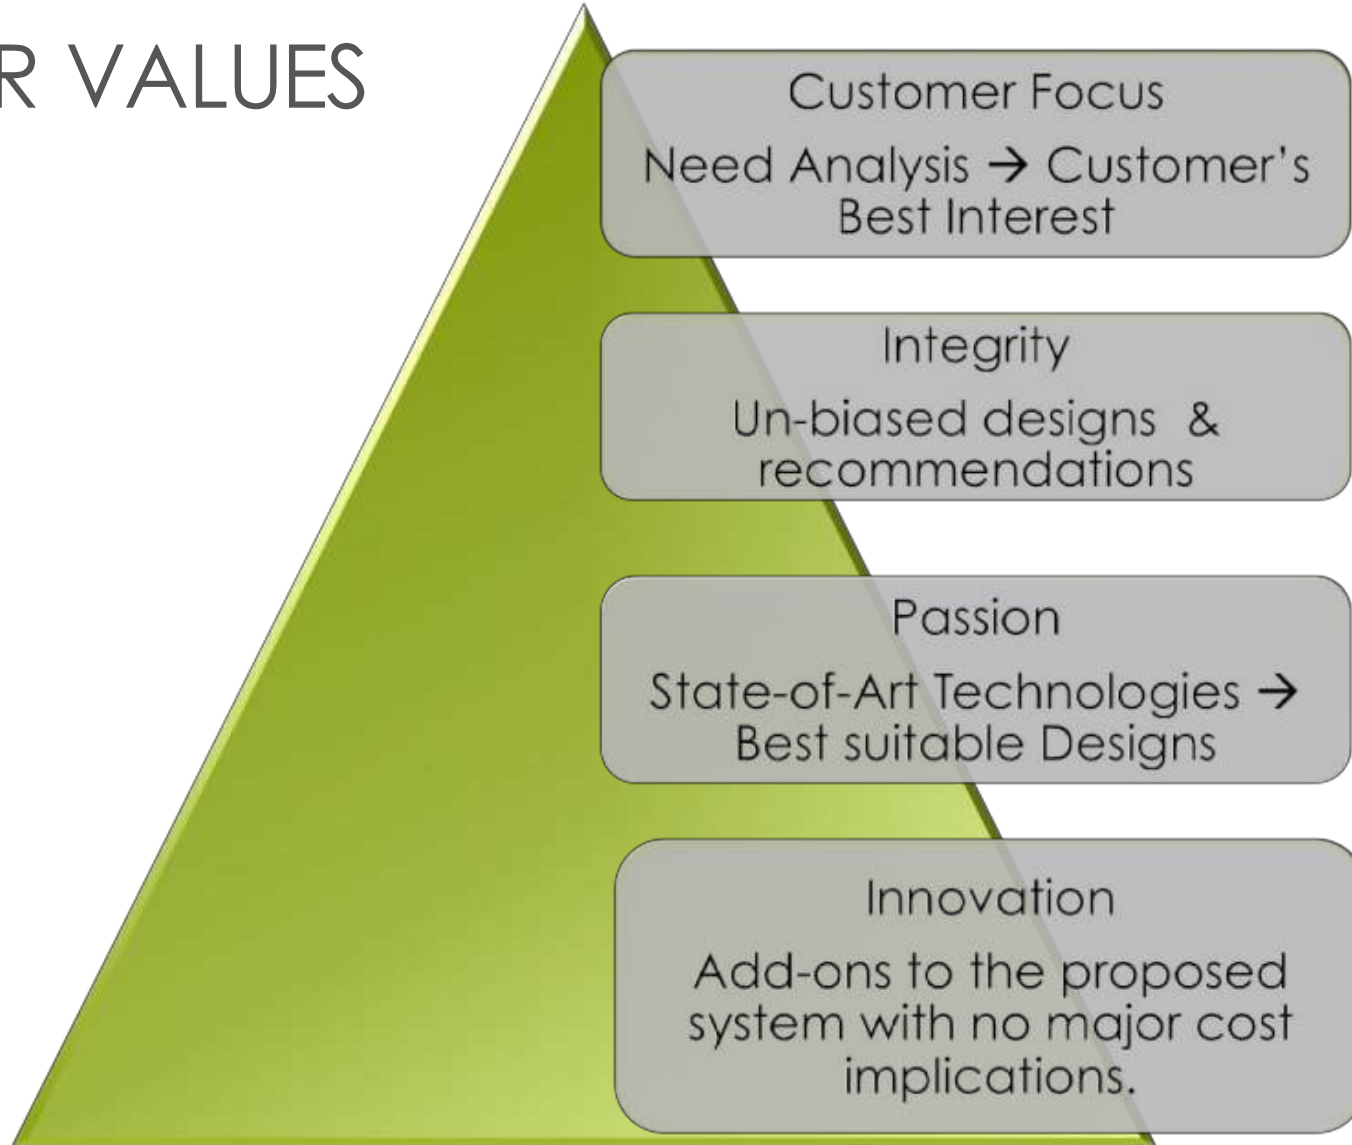 R VALUES
Customer Focus
Need Analysis → Customer's
Best Interest
Integrity
Un-biased designs & 
recommendations
Passion
State-of-Art Technologies →
Best suitable Designs
Innovation
Add-ons to the proposed
system with no major cost
implications.